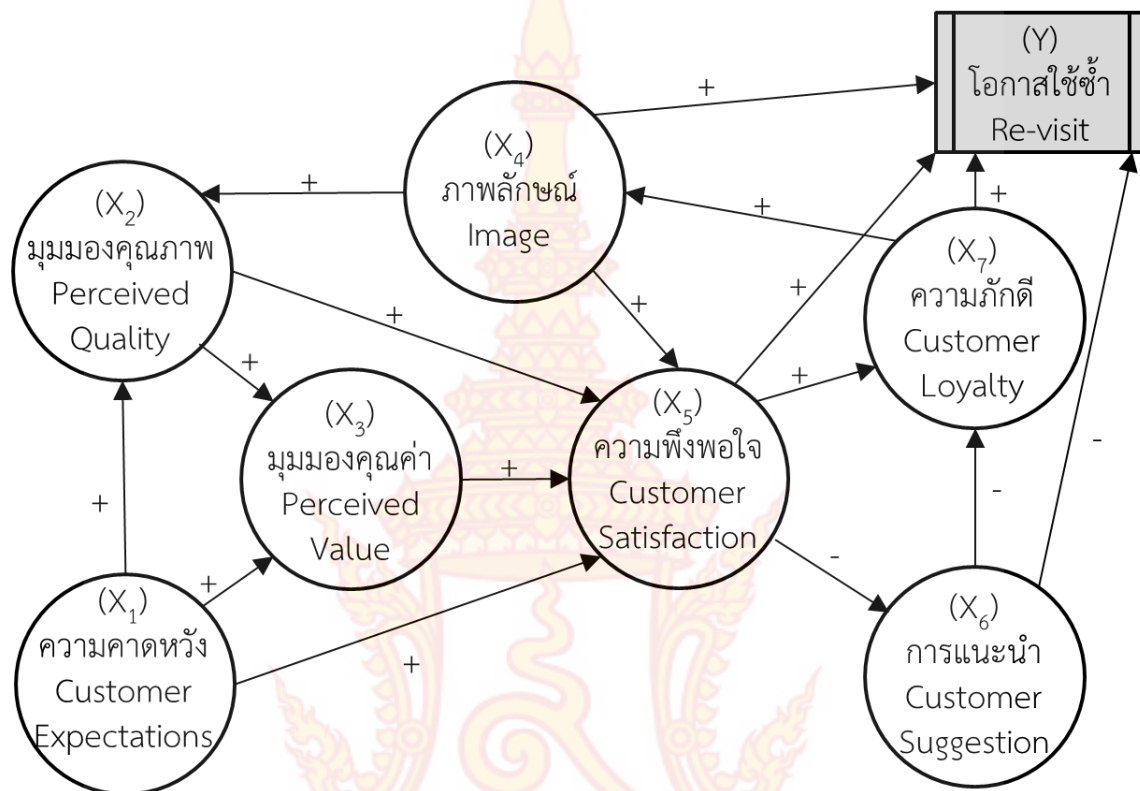 (Y)
โอกาสใช้ซ้ำ
Re-visit
+
(X₄)
ภาพลักษณ์
Image
+
+
(X₂)
มุมมองคุณภาพ
Perceived
Quality
+
(X₇)
ความภักดี
Customer
Loyalty
+
+
+
+
(X₃)
มุมมองคุณค่า
Perceived
Value
+
(X₅)
ความพึงพอใจ
Customer
Satisfaction
+
-
+
-
+
+
-
(X₁)
ความคาดหวัง
Customer
Expectations
(X₆)
การแนะนำ
Customer
Suggestion